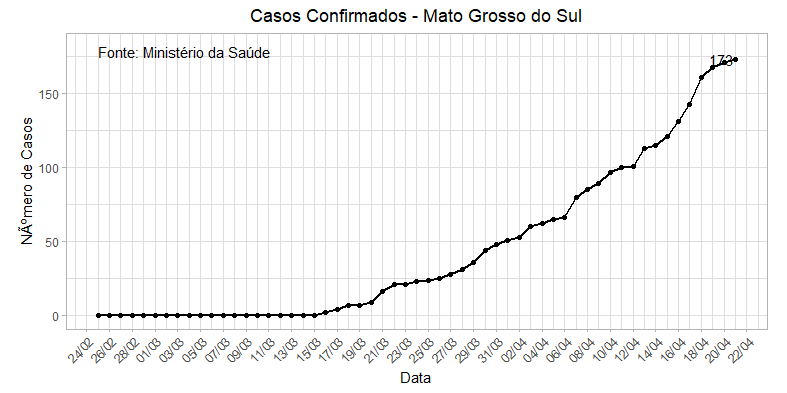 Casos Confirmados - Mato Grosso do Sul
Fonte: Ministério da Saúde
173
150
100
50
0
NÃºmero de Casos
24/02 26/02 28/02 01/03 03/03 05/03 07/03 09/03 11/03 13/03 15/03 17/03 19/03 21/03 23/03 25/03 27/03 29/03 31/03 02/04 04/04 06/04 08/04 10/04 12/04 14/04 16/04 18/04 20/04 22/04
Data